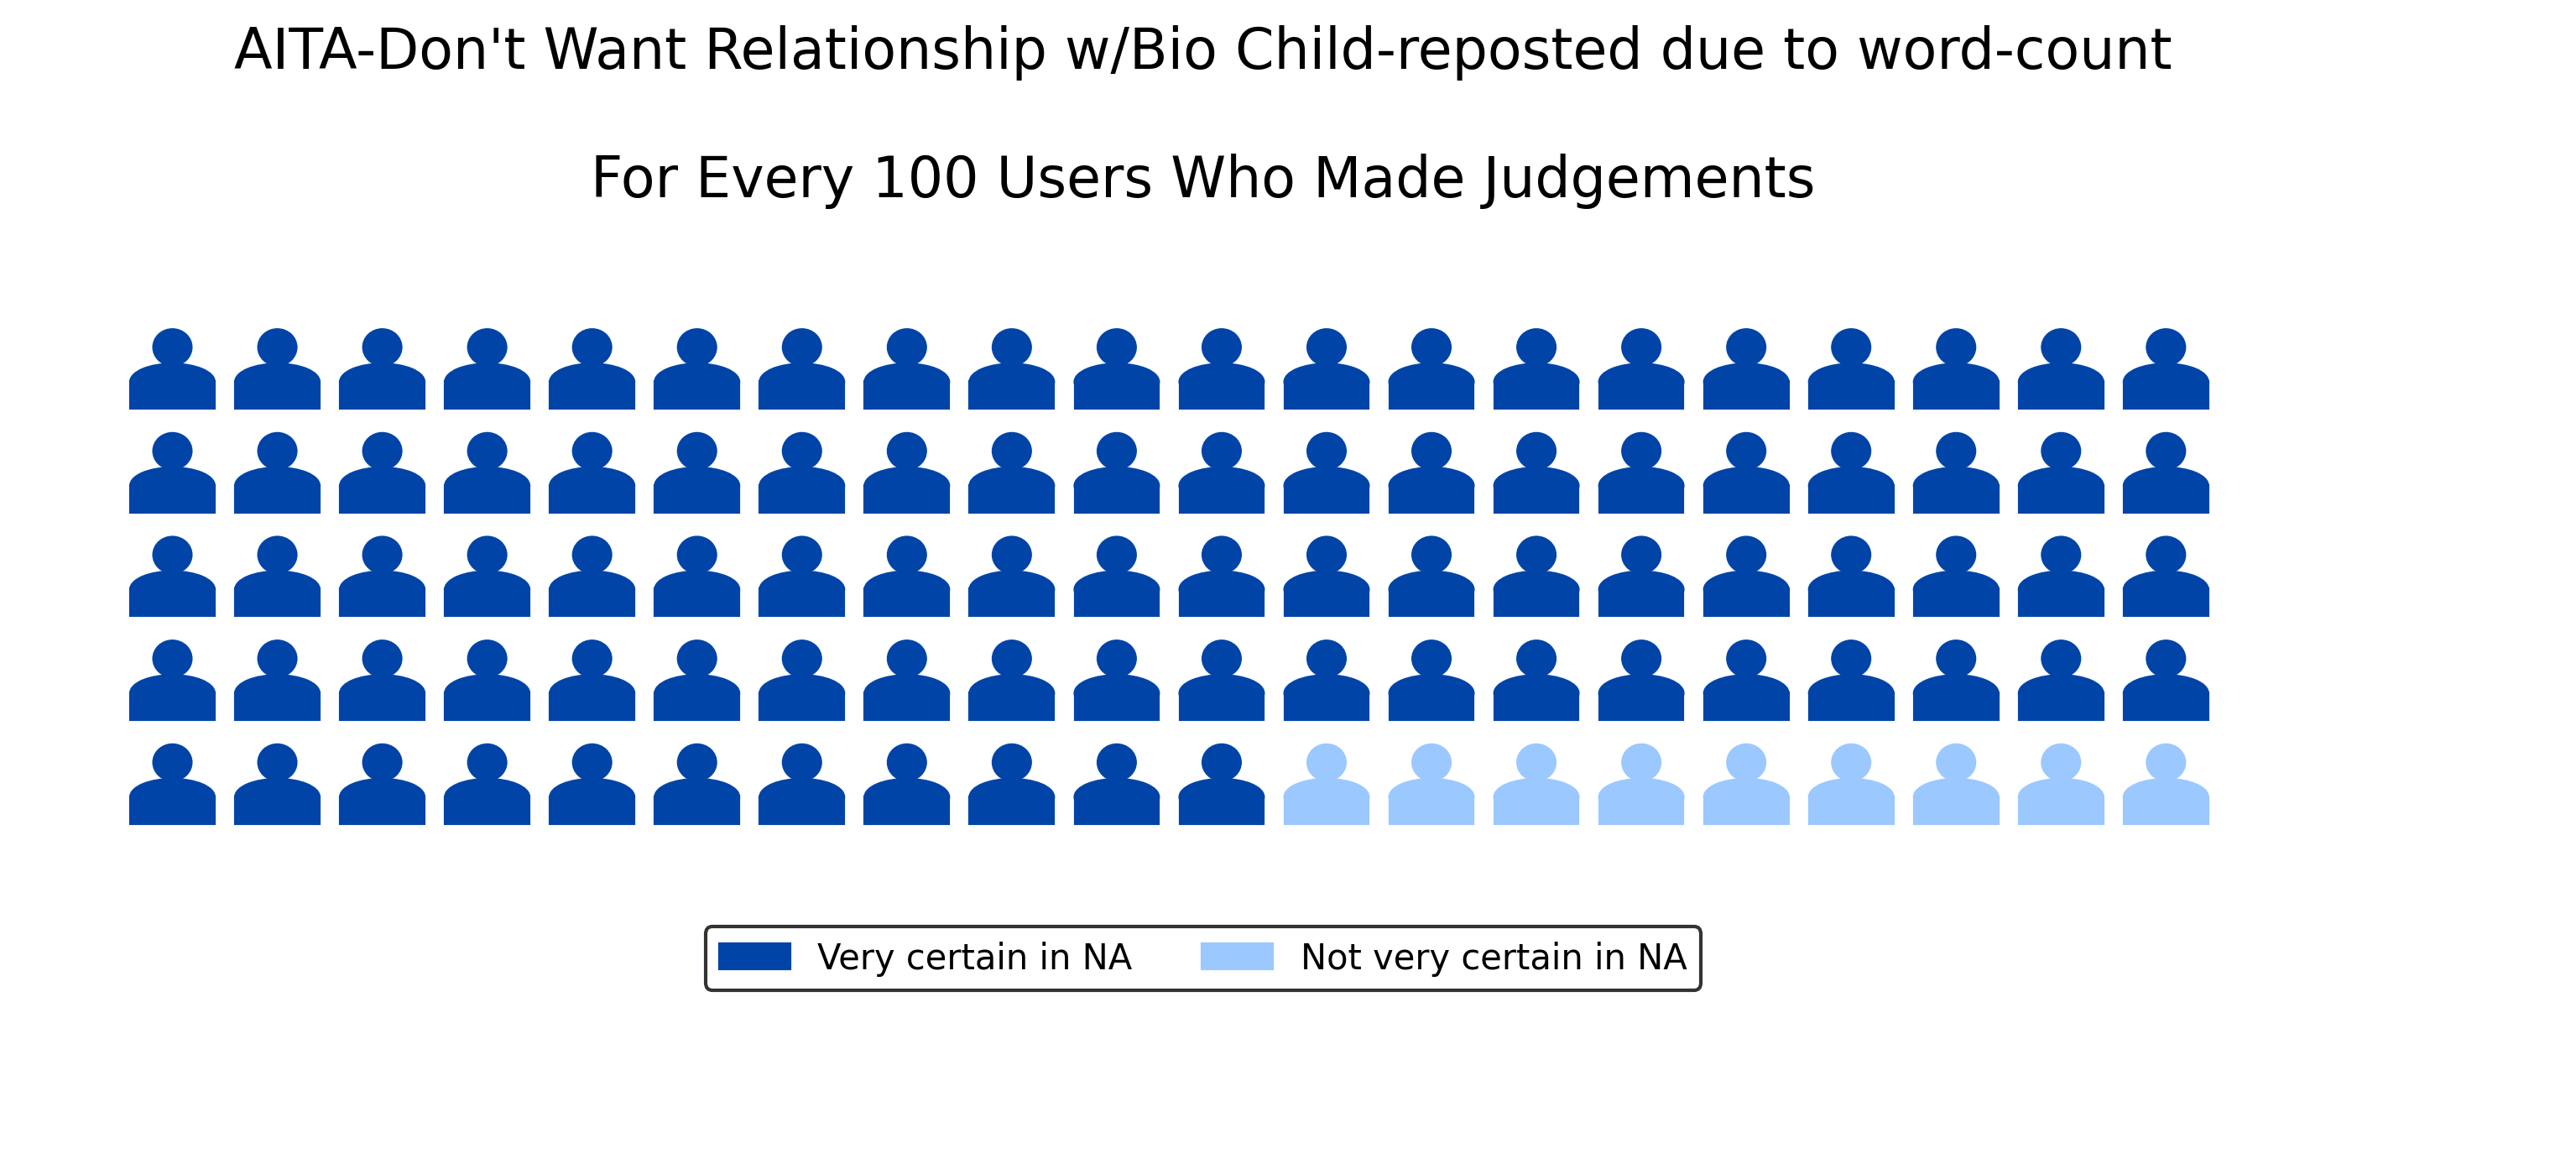 AITA-Don't Want Relationship w/Bio Child-reposted due to word-count
For Every 100 Users Who Made Judgements
Very certain in NA
Not very certain in NA